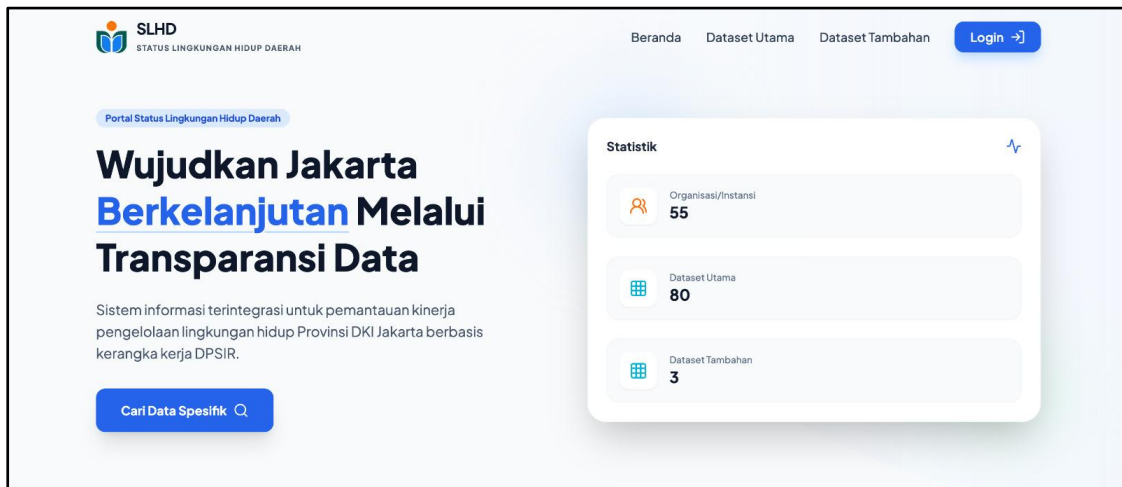 SLHD
STATUS LINGKUNGAN HIDUP DAERAH
Beranda Dataset Utama Dataset Tambahan Login
Portal Status Lingkungan Hidup Daerah
Wujudkan Jakarta
Berkelanjutan Melalui
Transparansi Data
Sistem informasi terintegrasi untuk pemantauan kinerja
pengelolaan lingkungan hidup Provinsi DKI Jakarta berbasis
kerangka kerja DPSIR.
Cari Data Spesifik
Statistik
Organisasi/Instansi
55
Dataset Utama
80
Dataset Tambahan
3